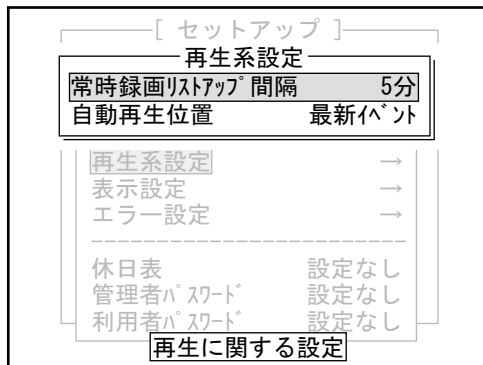 [ セットアップ ]
再生系設定
常時録画ﾘｽﾄｱｯﾌﾟ間隔 5分
自動再生位置 最新ｲﾍﾞﾝﾄ
再生系設定 →
表示設定 →
エラー設定 →
休日表 設定なし
管理者ﾊﾟｽﾜｰﾄﾞ 設定なし
利用者ﾊﾟｽﾜｰﾄﾞ 設定なし
再生に関する設定